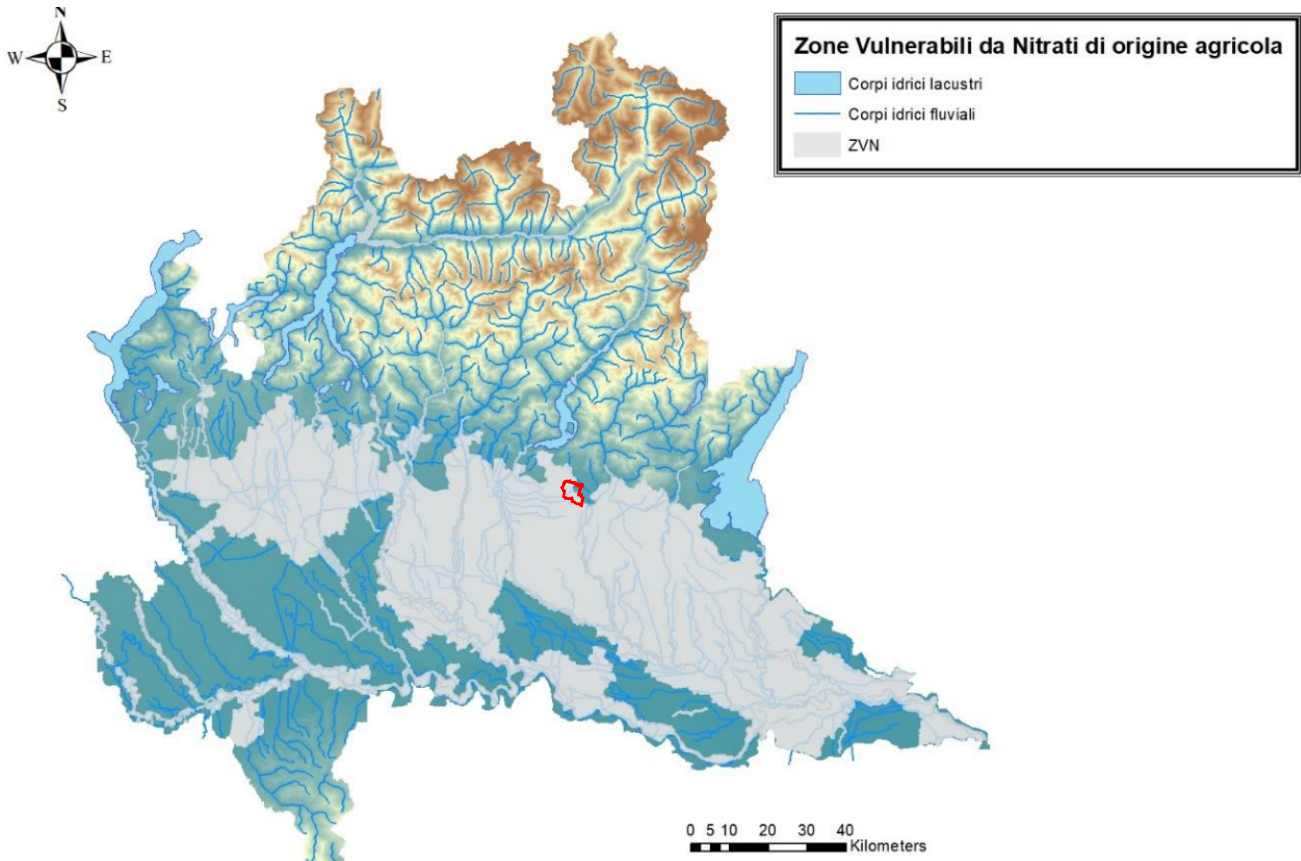 N
W E
S
Zone Vulnerabili da Nitrati di origine agricola
Corpi idrici lacustri
Corpi idrici fluviali
ZVN
0 5 10 20 30 40
Kilometers